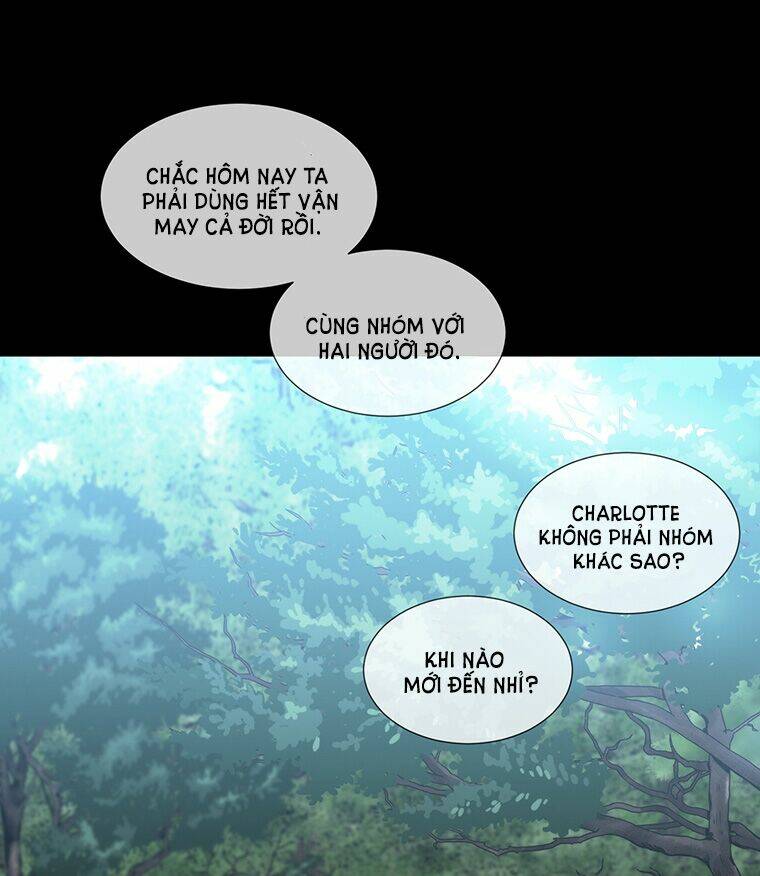 CHẮC HÔM NAY TA
PHẢI DÙNG HẾT VẬN
MAY CẢ ĐỜI RỒI.
CÙNG NHÓM VỚI
HAI NGƯỜI ĐÓ.
CHARLOTTE
KHÔNG PHẢI NHÓM
KHÁC SAO?
KHI NÀO
MỚI ĐẾN NHỈ?